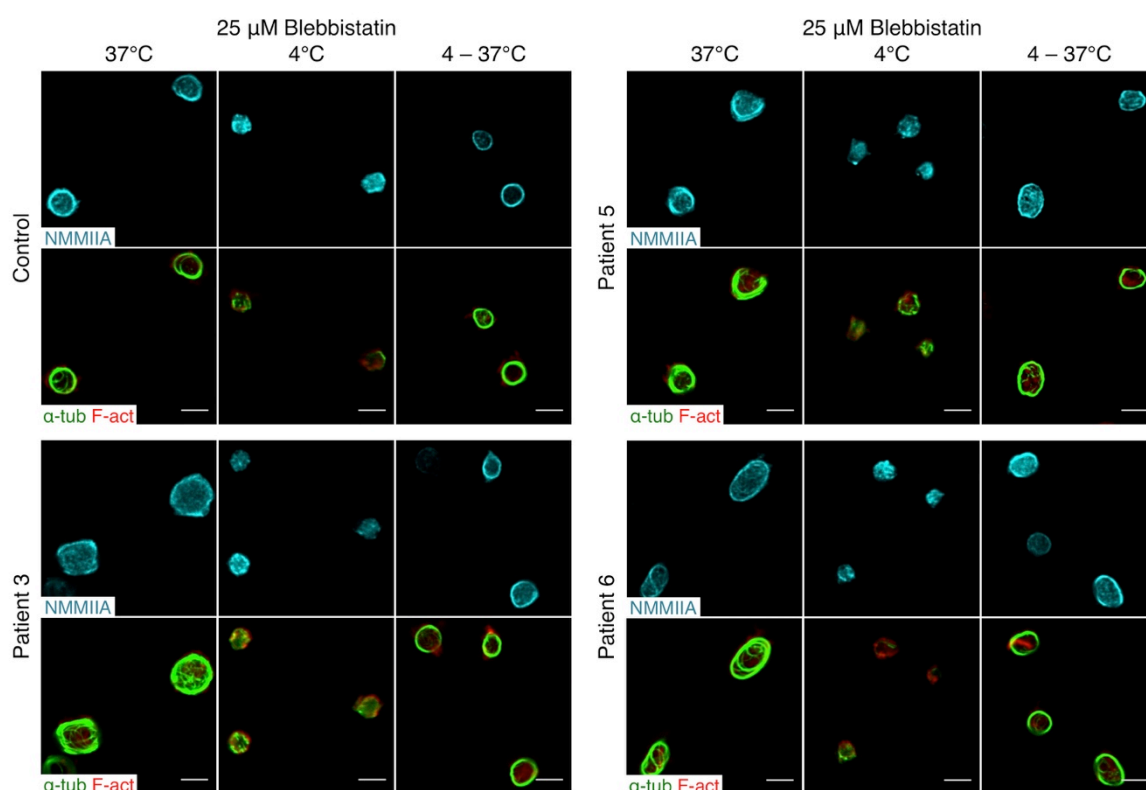 25 µM Blebbistatin
37°C 4°C 4 – 37°C
Control
NMMIIA
α-tub F-act
25 µM Blebbistatin
37°C 4°C 4 – 37°C
Patient 5
NMMIIA
α-tub F-act
Patient 3
NMMIIA
α-tub F-act
Patient 6
NMMIIA
α-tub F-act